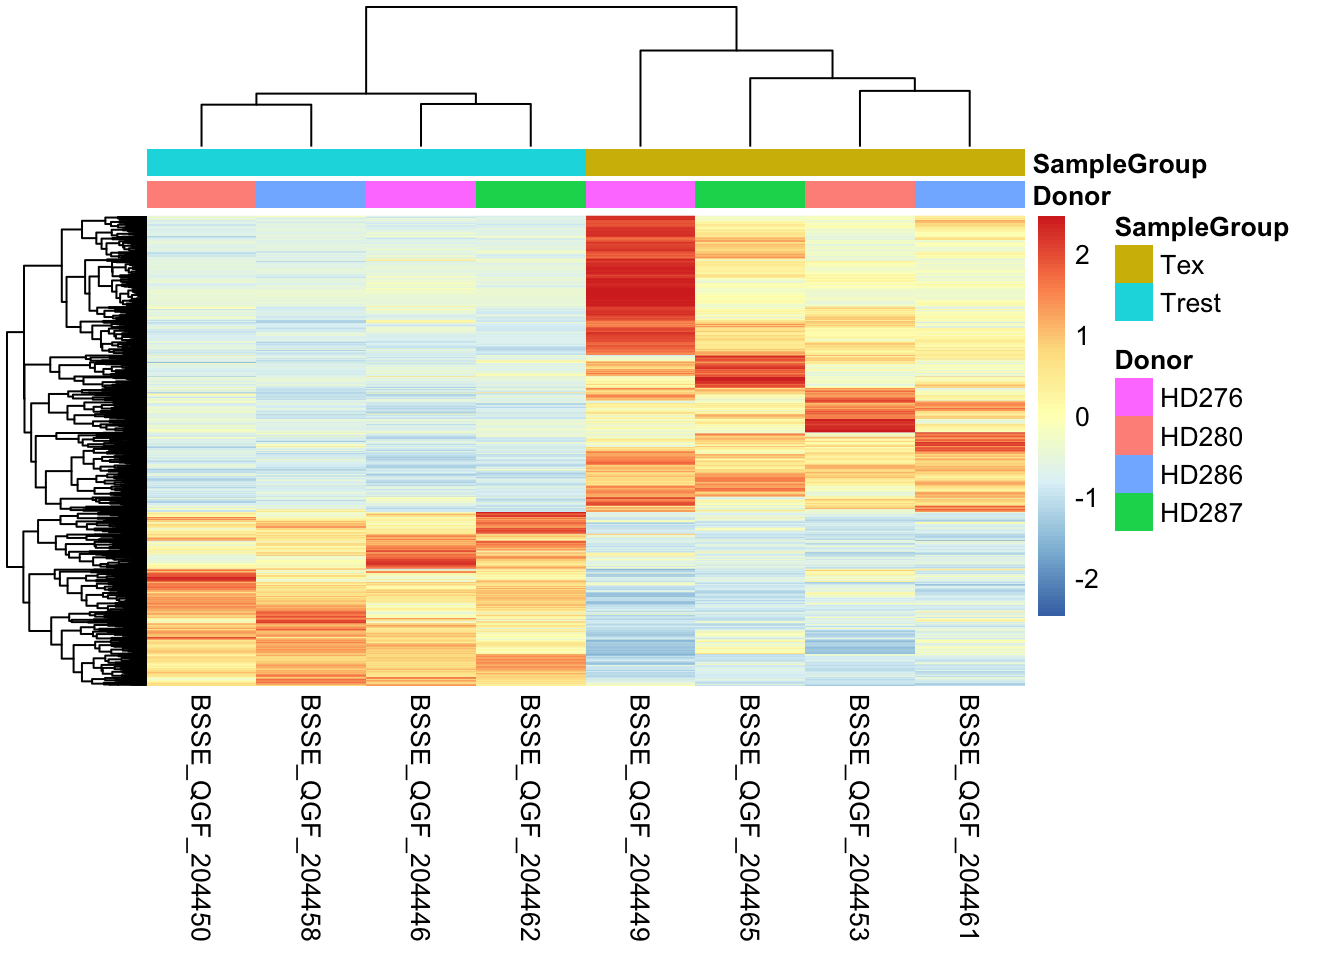 SampleGroup
Donor
2
1
0
-1
-2
SampleGroup
Tex
Trest
Donor
HD276
HD280
HD286
HD287
BSSE_QGF_204450
BSSE_QGF_204458
BSSE_QGF_204446
BSSE_QGF_204462
BSSE_QGF_204449
BSSE_QGF_204465
BSSE_QGF_204453
BSSE_QGF_204461